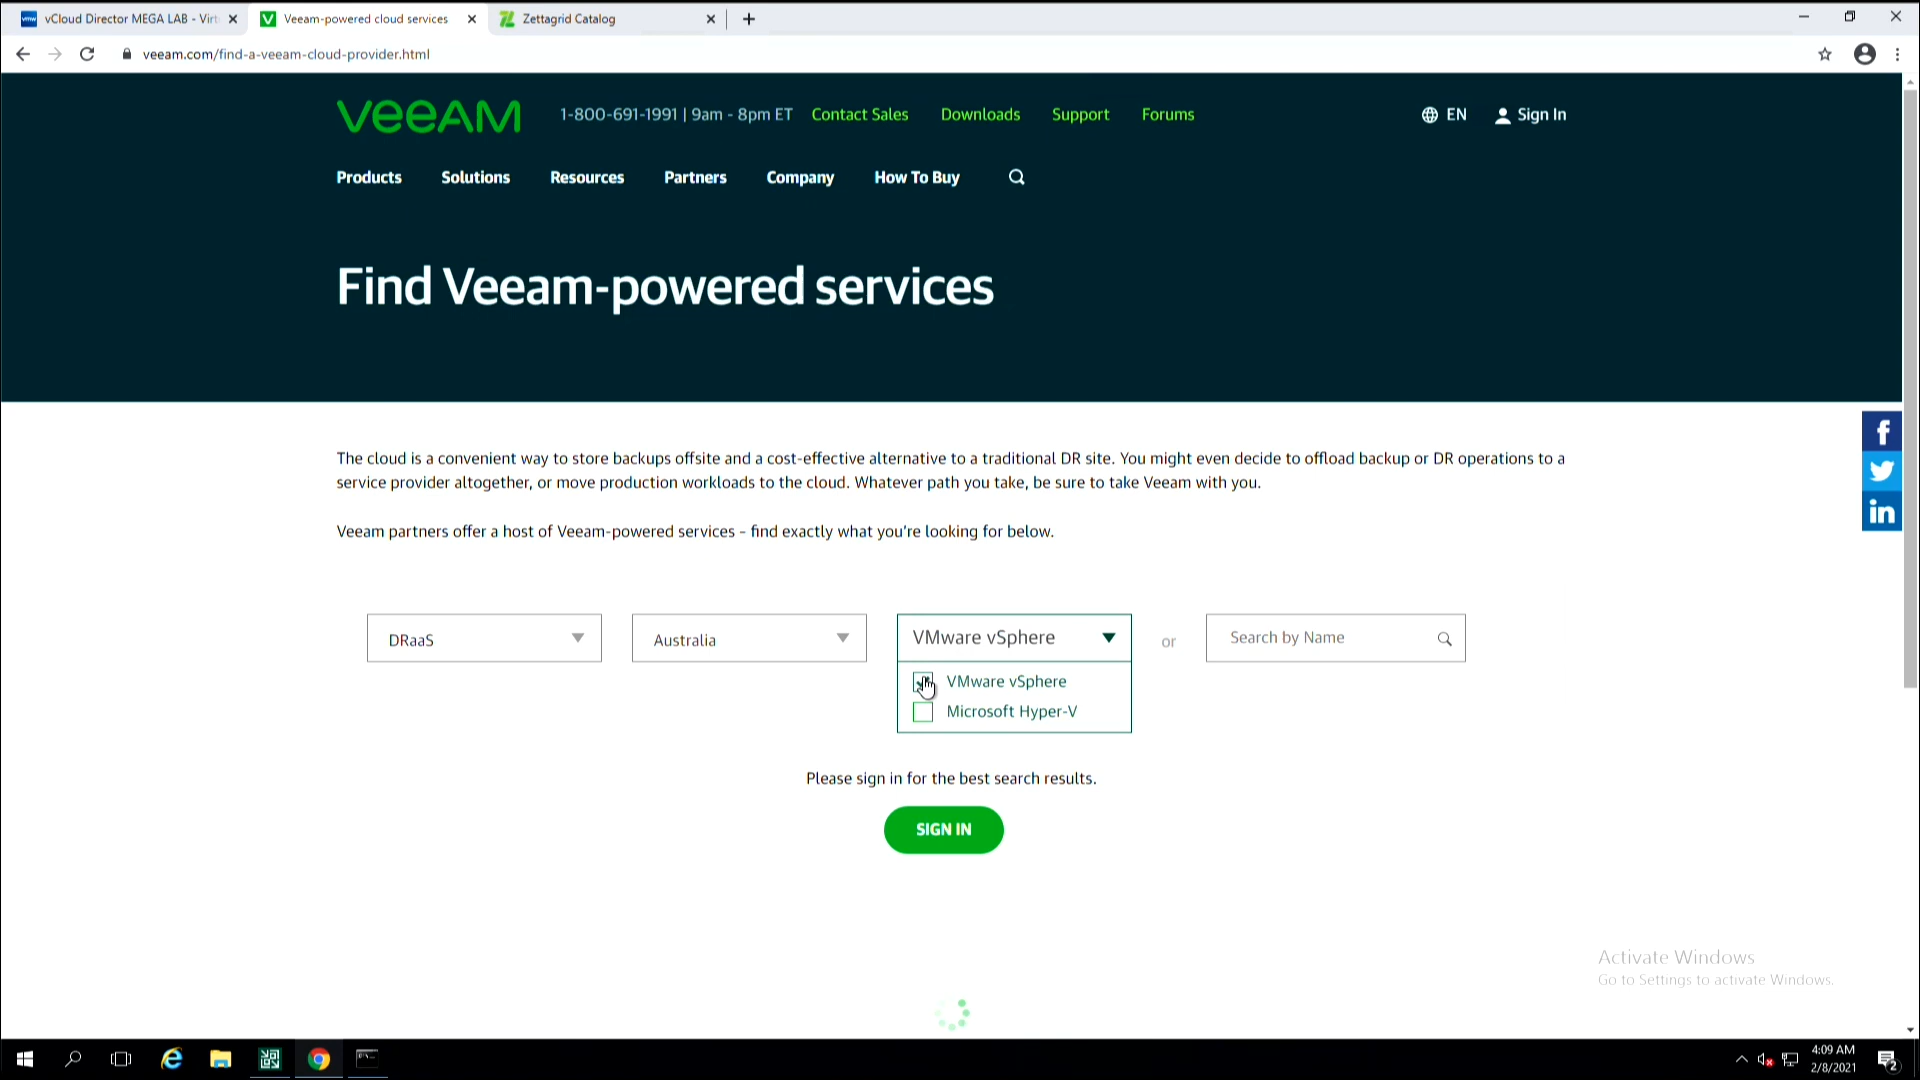 vCloud Director MEGA LAB - Virt
Veeam-powered cloud services
Zettagrid Catalog
veeam.com/find-a-veeam-cloud-provider.html
veeAM
1-800-691-1991 | 9am - 8pm ET
Contact Sales
Downloads
Support
Forums
EN
Sign In
Products
Solutions
Resources
Partners
Company
How To Buy
Find Veeam-powered services
The cloud is a convenient way to store backups offsite and a cost-effective alternative to a traditional DR site. You might even decide to offload backup or DR operations to a
service provider altogether, or move production workloads to the cloud. Whatever path you take, be sure to take Veeam with you.
Veeam partners offer a host of Veeam-powered services - find exactly what you're looking for below.
DRaaS
Australia
VMware vSphere
or
Search by Name
VMware vSphere
Microsoft Hyper-V
Please sign in for the best search results.
SIGN IN
Activate Windows
Go to Settings to activate Windows.
4:09 AM
2/8/2021
2